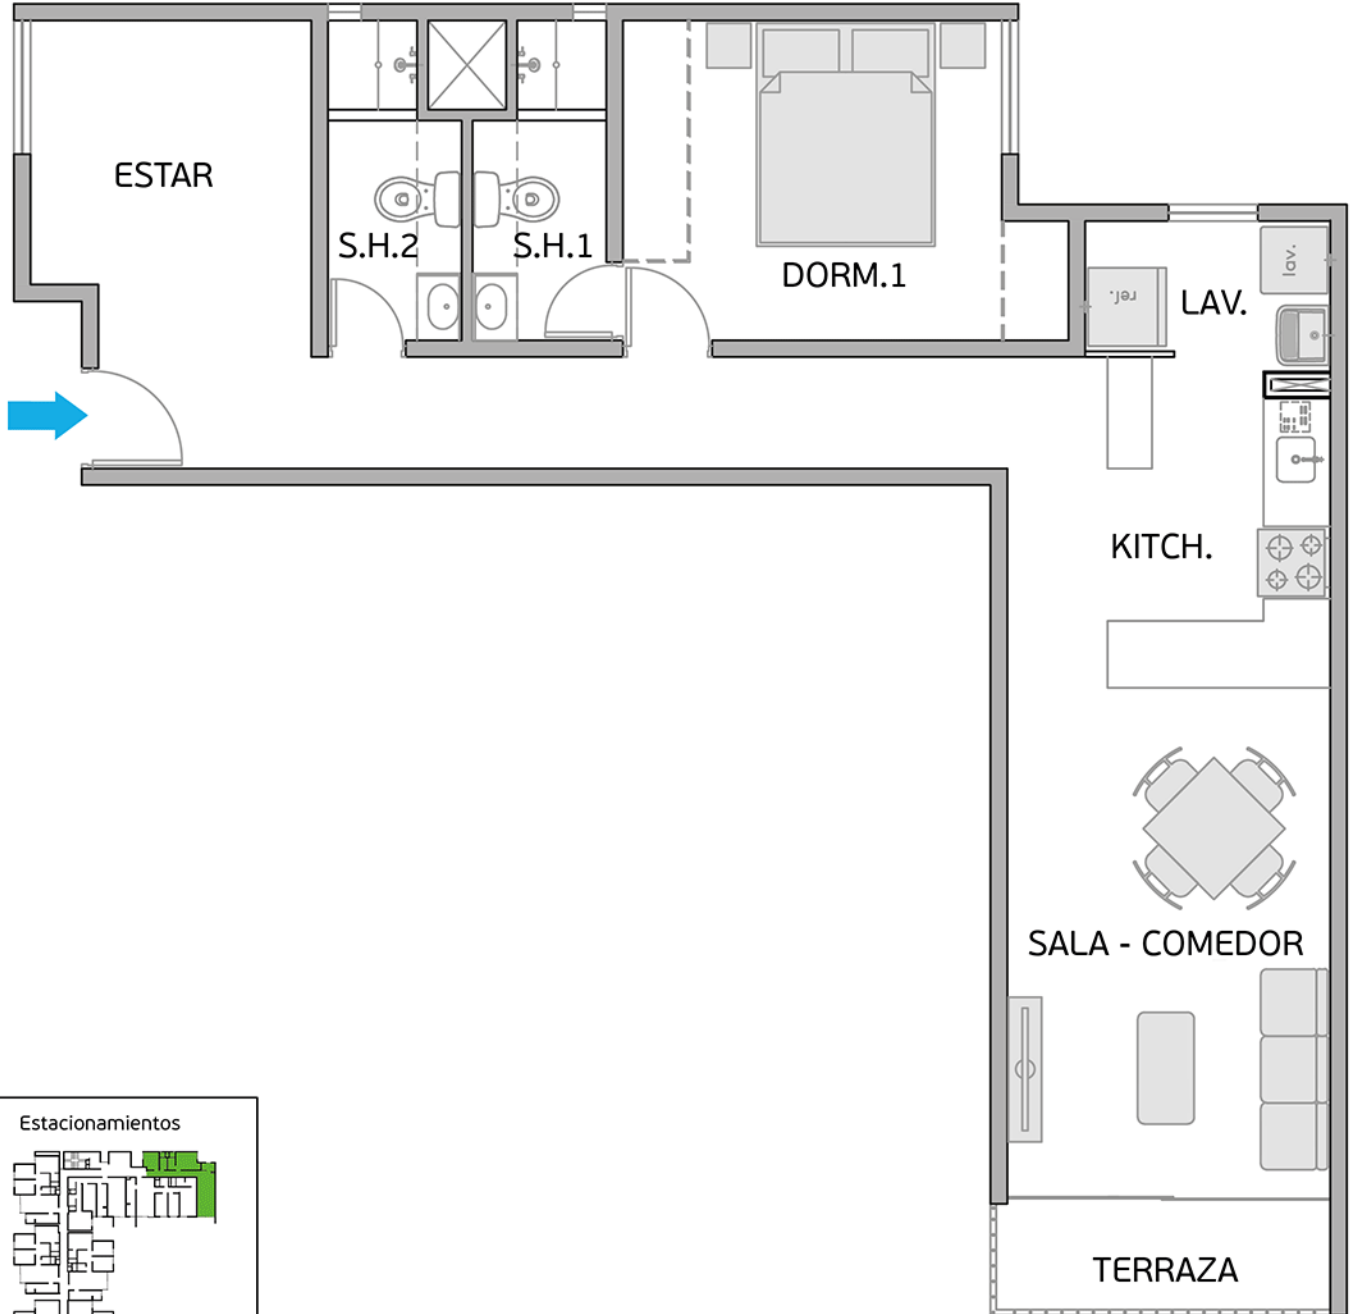 ESTAR
S.H.2
S.H.1
DORM.1
ref.
LAV.
lav.
KITCH.
SALA - COMEDOR
TERRAZA
Estacionamientos